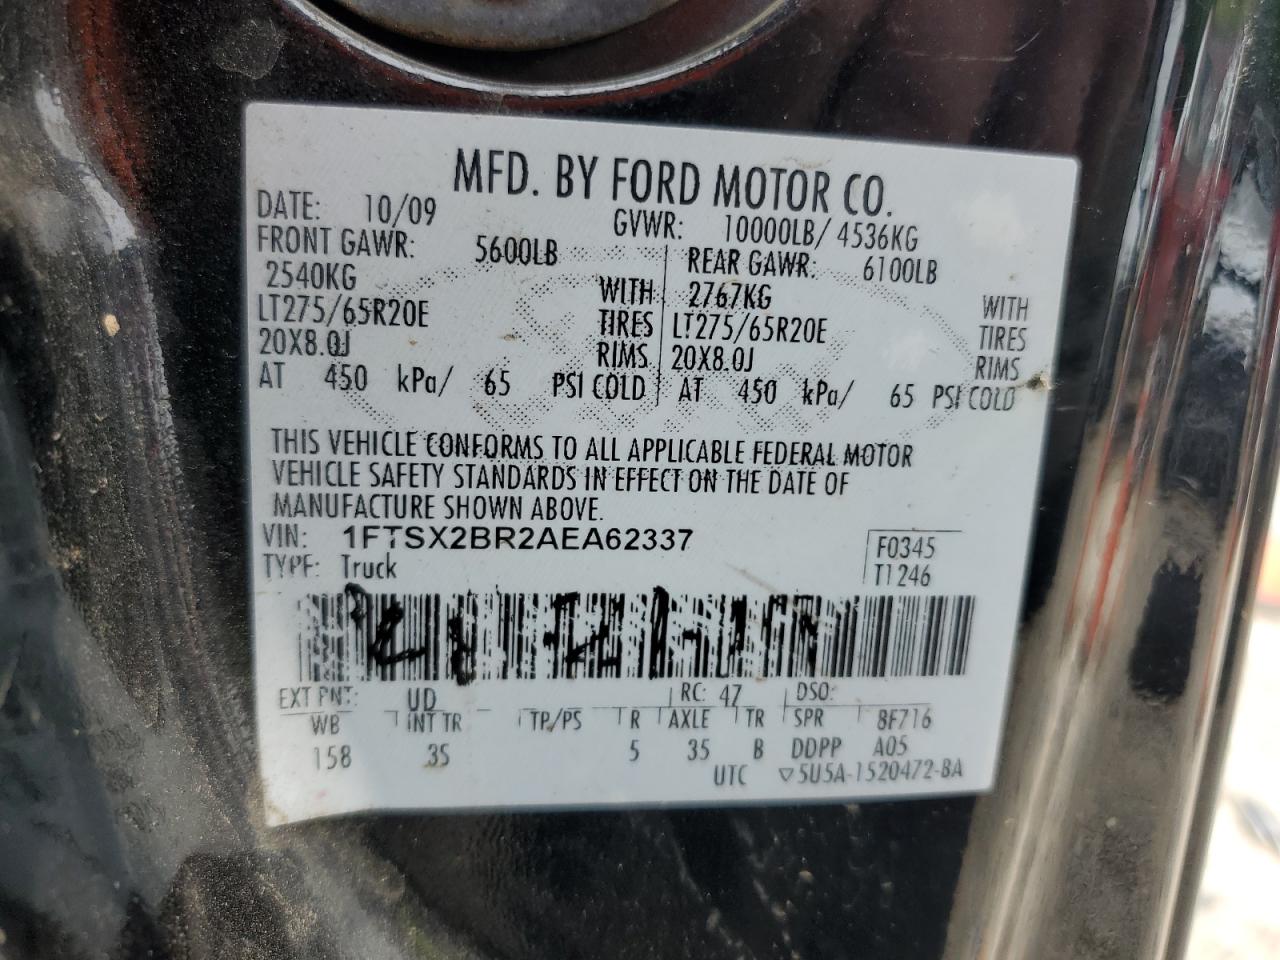 MFD. BY FORD MOTOR CO.
DATE: 10/09 GVWR: 10000LB/ 4536KG
FRONT GAWR: 5600LB REAR GAWR: 6100LB
2540KG WITH 2767KG WITH
LT275/65R20E TIRES LT275/65R20E TIRES
20X8.0J RIMS 20X8.0J RIMS
AT 450 kPa/ 65 PSI COLD AT 450 kPa/ 65 PSI COLD
THIS VEHICLE CONFORMS TO ALL APPLICABLE FEDERAL MOTOR
VEHICLE SAFETY STANDARDS IN EFFECT ON THE DATE OF
MANUFACTURE SHOWN ABOVE.
VIN: 1FTSX2BR2AEA62337 F0345
TYPE: Truck T1246
EXT PNT: UD RC: 47 DSO:
WB INT TR TP/PS R AXLE TR SPR 8F716
158 35 5 35 B DDPP A05
UTC ▽5U5A-1520472-BA